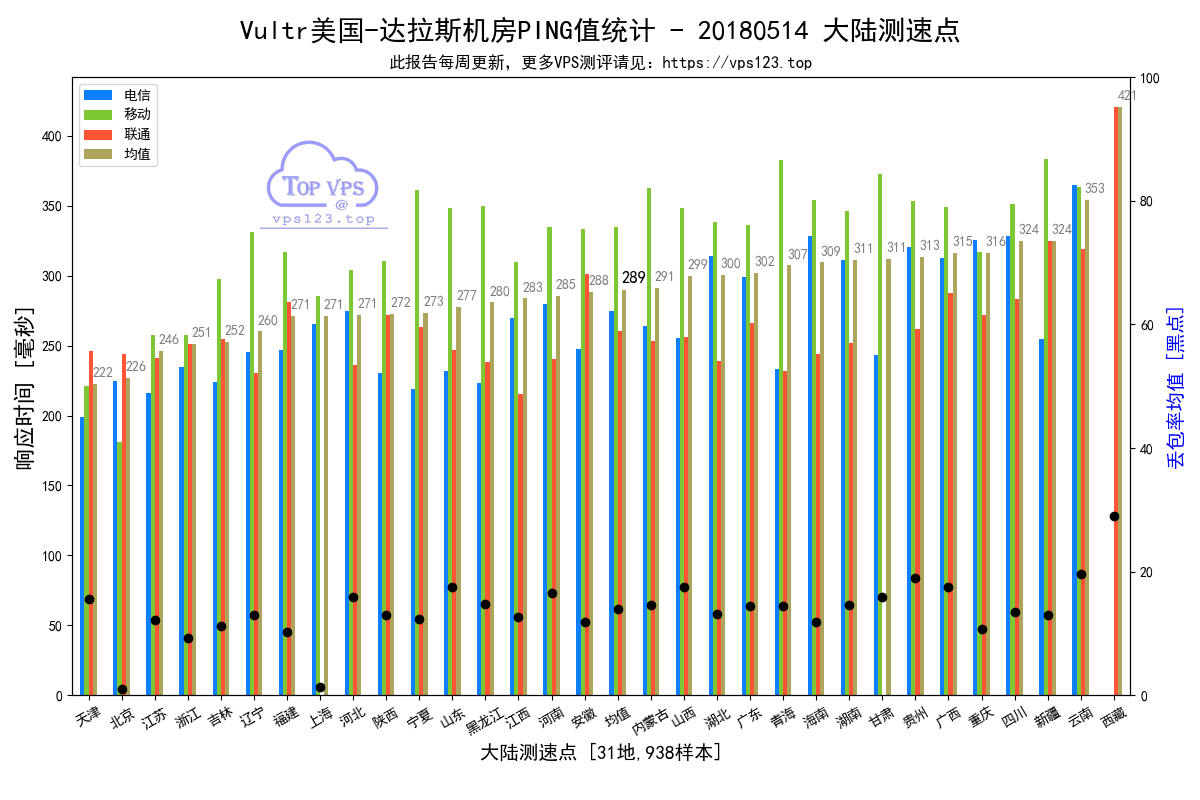 Vultr美国-达拉斯机房PING值统计 - 20180514 大陆测速点
此报告每周更新，更多VPS测评请见：https://vps123.top
电信
移动
联通
均值
TOP VPS
@
vps123.top
响应时间 [毫秒]
400
350
300
250
200
150
100
50
0
222
226
246
251
252
260
271
271
271
272
273
277
280
283
285
288
289
291
299
300
302
307
309
311
311
313
315
316
324
324
353
421
100
80
60
40
20
0
丢包率均值 [黑点]
天津
北京
江苏
浙江
吉林
辽宁
福建
上海
河北
陕西
宁夏
山东
黑龙江
江西
河南
安徽
均值
内蒙古
山西
湖北
广东
青海
海南
湖南
甘肃
贵州
广西
重庆
四川
新疆
云南
西藏
大陆测速点 [31地,938样本]